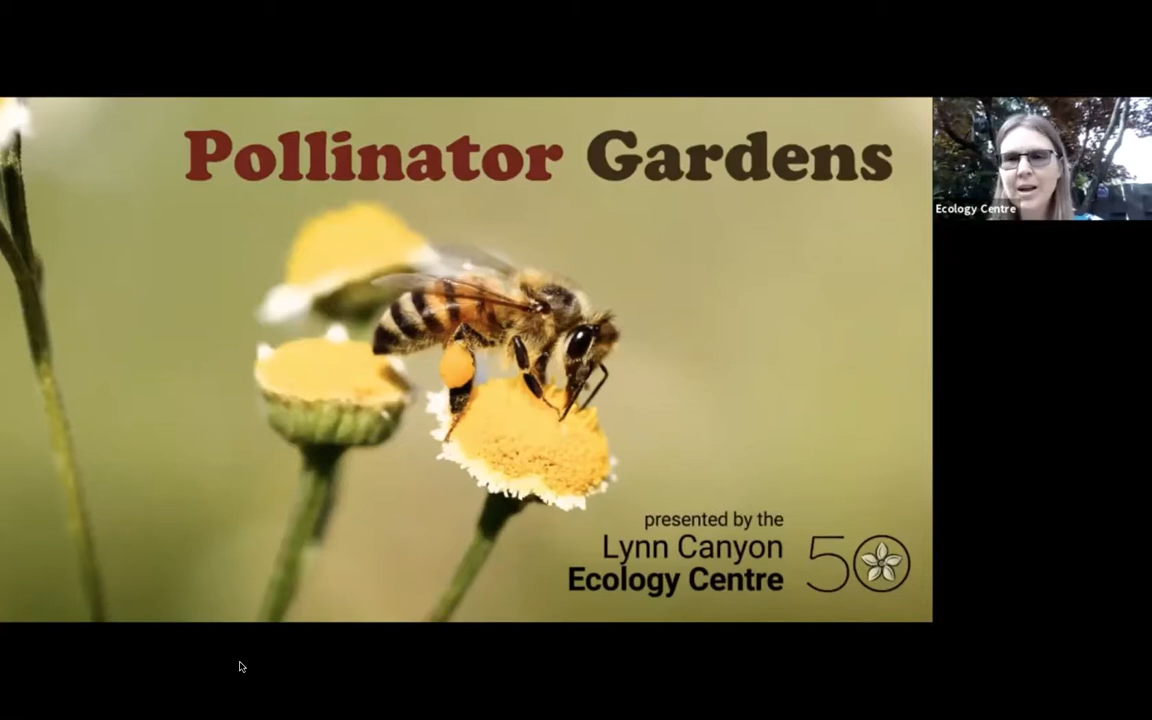 Pollinator Gardens
Ecology Centre
presented by the
Lynn Canyon
Ecology Centre
50